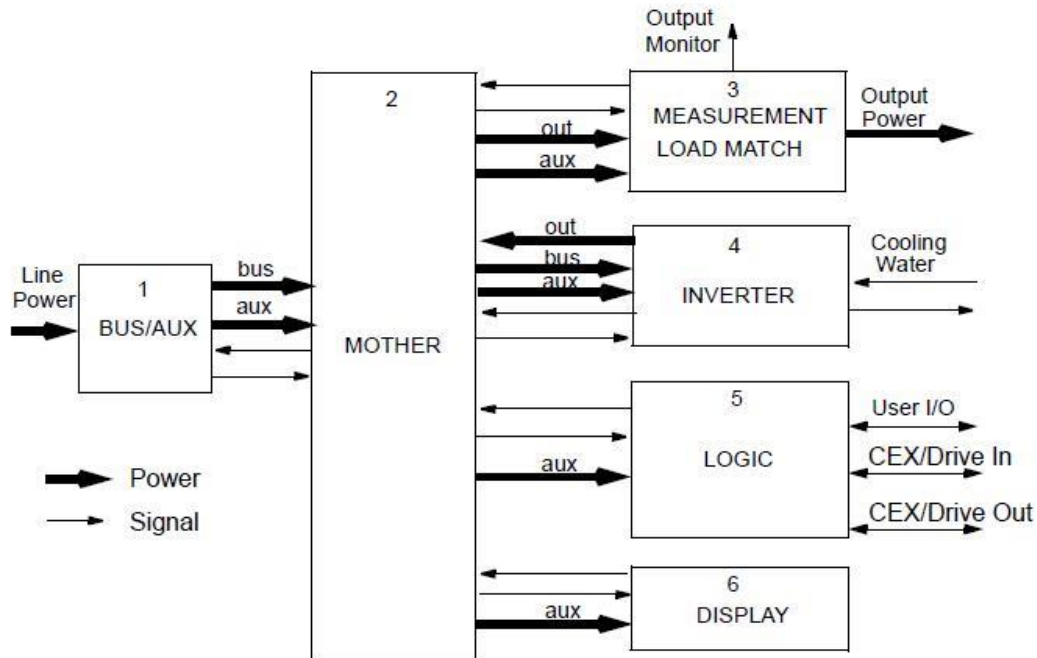 Output
Monitor
2
3
MEASUREMENT
LOAD MATCH
Output
Power
out
aux
out
bus
aux
4
INVERTER
Cooling
Water
Line
Power
1
BUS/AUX
bus
aux
MOTHER
5
LOGIC
aux
User I/O
CEX/Drive In
CEX/Drive Out
Power
Signal
6
DISPLAY
aux